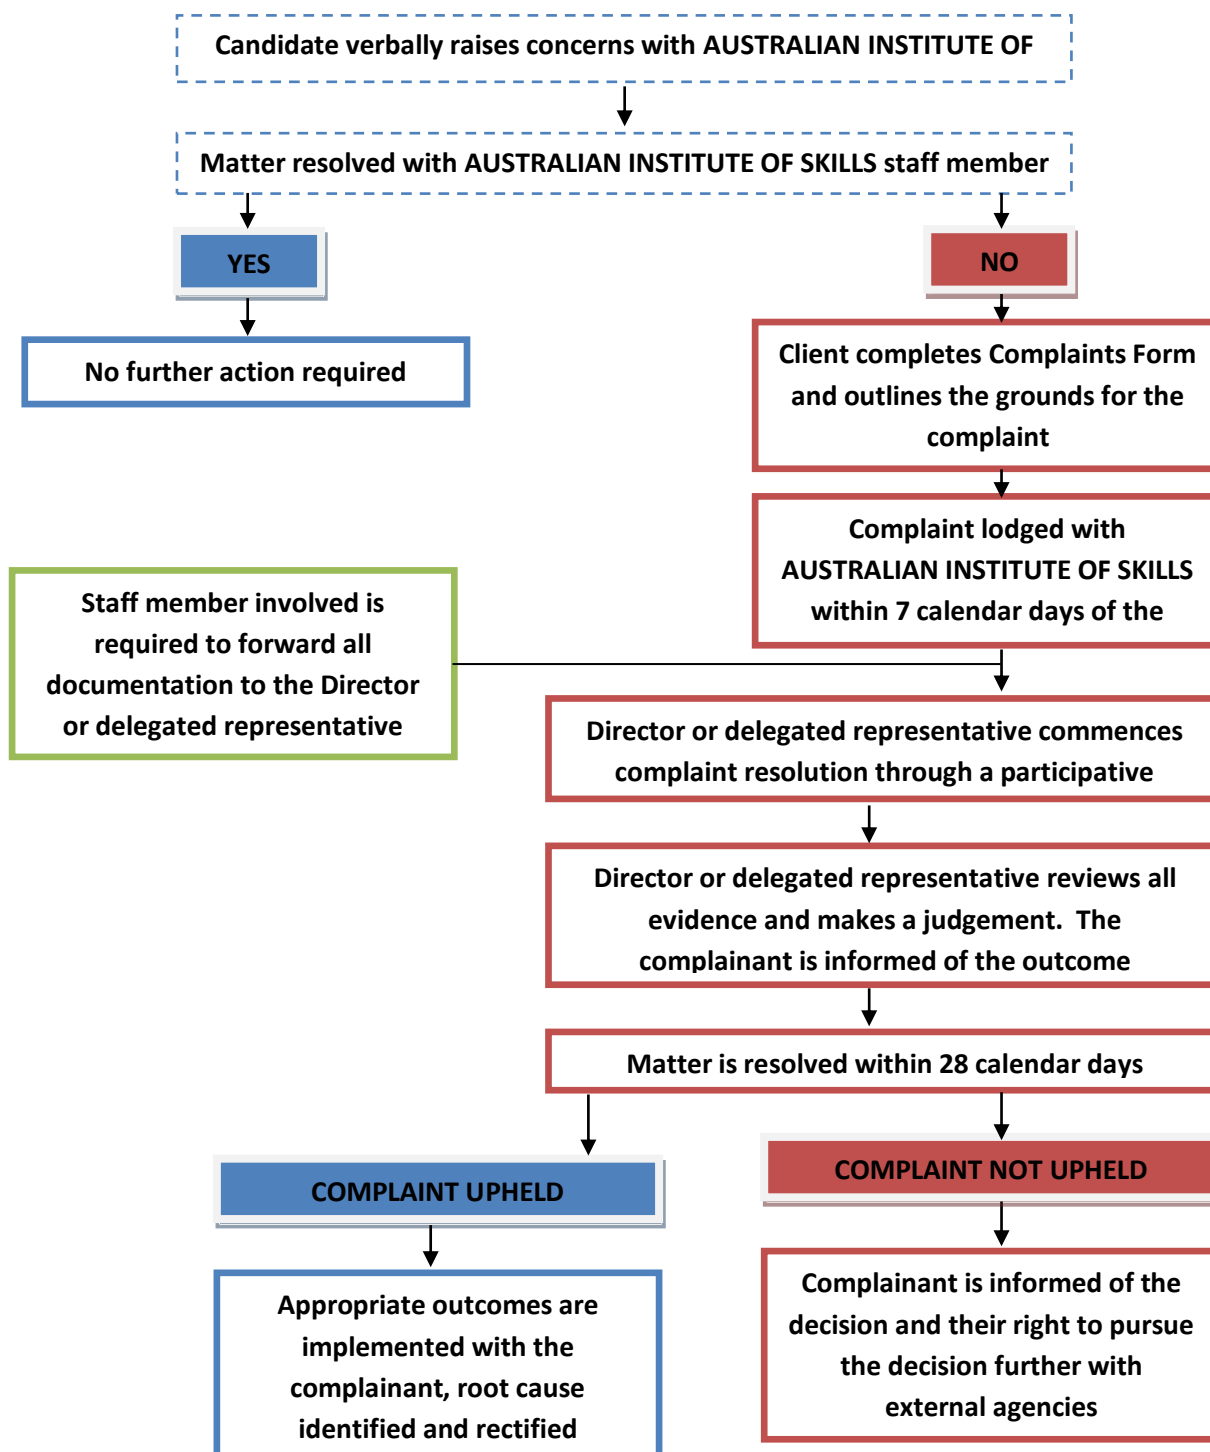 Candidate verbally raises concerns with AUSTRALIAN INSTITUTE OF
Matter resolved with AUSTRALIAN INSTITUTE OF SKILLS staff member
YES
NO
No further action required
Client completes Complaints Form
and outlines the grounds for the
complaint
Complaint lodged with
AUSTRALIAN INSTITUTE OF SKILLS
within 7 calendar days of the
Staff member involved is
required to forward all
documentation to the Director
or delegated representative
Director or delegated representative commences
complaint resolution through a participative
Director or delegated representative reviews all
evidence and makes a judgement.  The
complainant is informed of the outcome
Matter is resolved within 28 calendar days
COMPLAINT UPHELD
COMPLAINT NOT UPHELD
Appropriate outcomes are
implemented with the
complainant, root cause
identified and rectified
Complainant is informed of the
decision and their right to pursue
the decision further with
external agencies